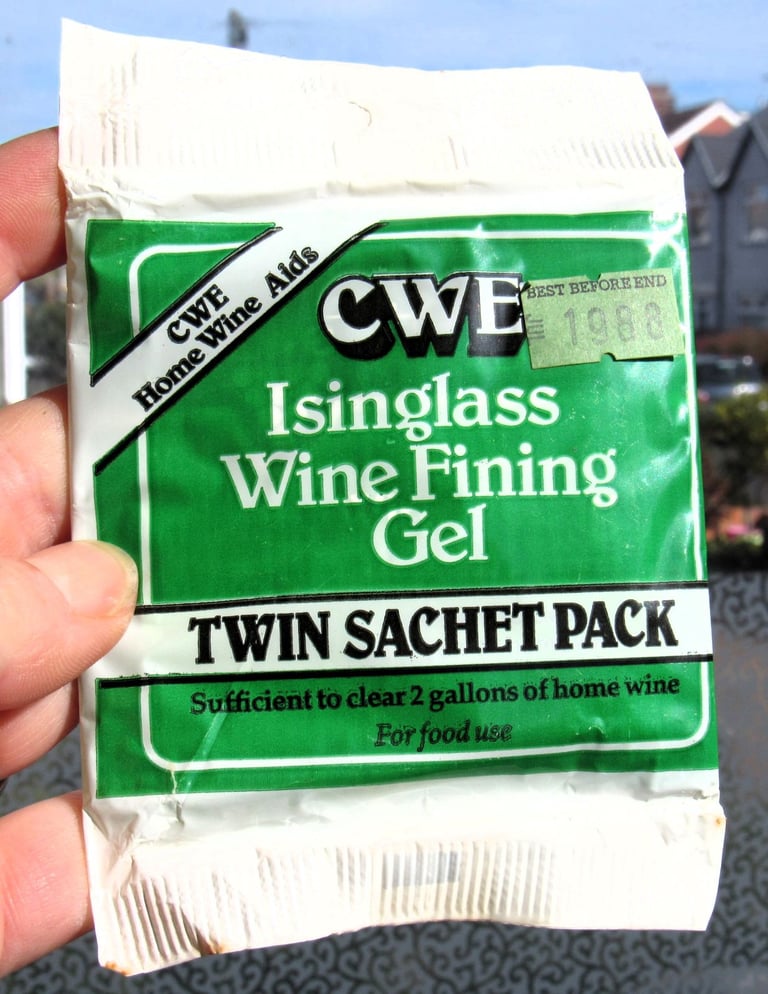 CWE
Home Wine Aids
CWE
BEST BEFORE END
1988
Isinglass
Wine Fining
Gel
TWIN SACHET PACK
Sufficient to clear 2 gallons of home wine
For food use